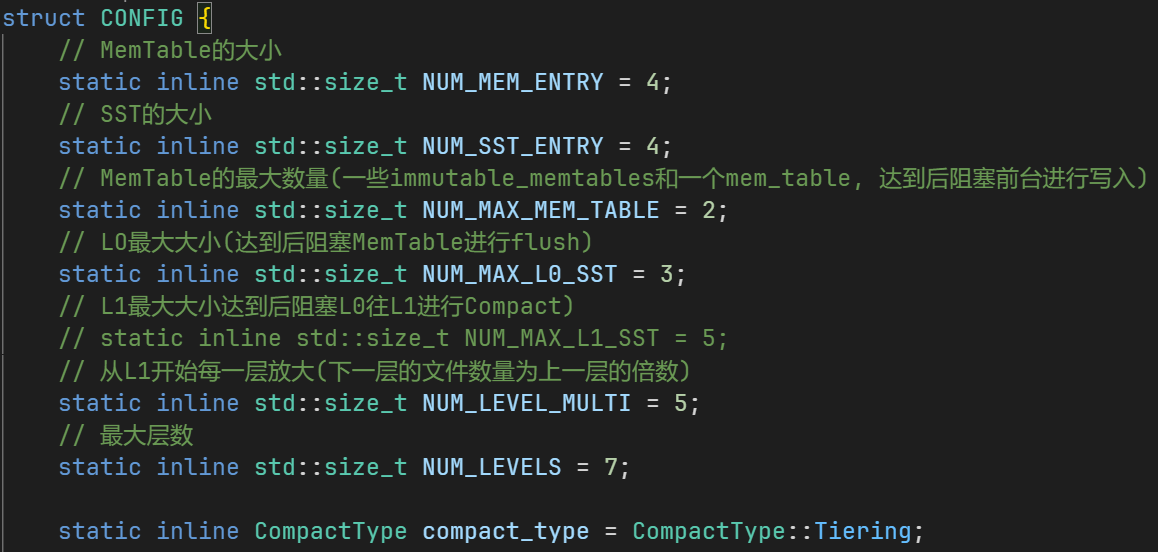 struct CONFIG {
// MemTable的大小
static inline std::size_t NUM_MEM_ENTRY = 4;
// SST的大小
static inline std::size_t NUM_SST_ENTRY = 4;
// MemTable的最大数量(一些immutable_memtables和一个mem_table, 达到后阻塞前台进行写入)
static inline std::size_t NUM_MAX_MEM_TABLE = 2;
// L0最大大小(达到后阻塞MemTable进行flush)
static inline std::size_t NUM_MAX_L0_SST = 3;
// L1最大大小达到后阻塞L0往L1进行Compact)
// static inline std::size_t NUM_MAX_L1_SST = 5;
// 从L1开始每一层放大(下一层的文件数量为上一层的倍数)
static inline std::size_t NUM_LEVEL_MULTI = 5;
// 最大层数
static inline std::size_t NUM_LEVELS = 7;
static inline CompactType compact_type = CompactType::Tiering;